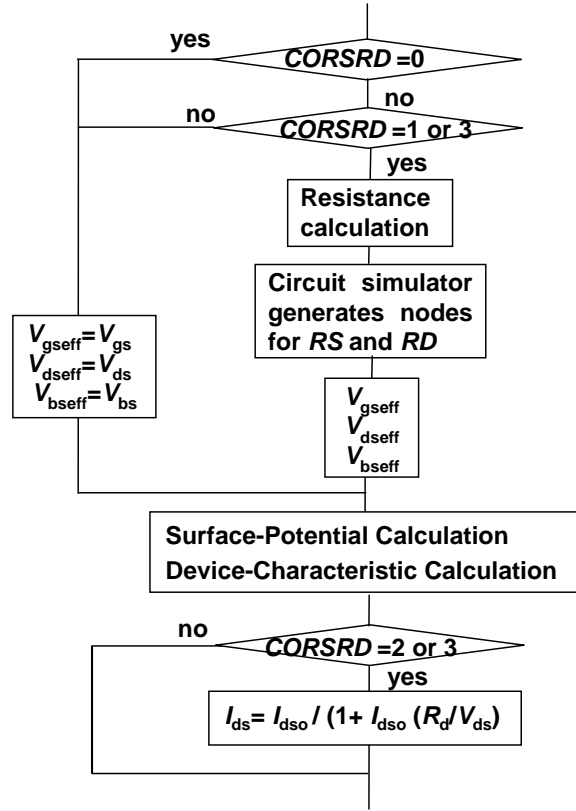 yes
CORSRD =0
no
no
CORSRD =1 or 3
yes
Resistance
calculation
Circuit simulator
generates nodes
for RS and RD
Vgseff=Vgs
Vdseff=Vds
Vbseff=Vbs
Vgseff
Vdseff
Vbseff
Surface-Potential Calculation
Device-Characteristic Calculation
no
CORSRD =2 or 3
yes
Ids= Idso / (1+ Idso (Rd/Vds)